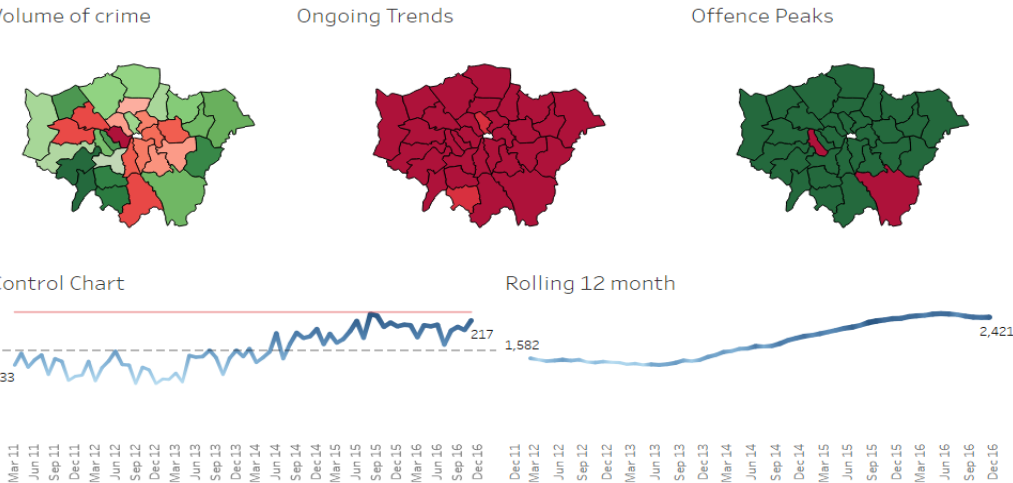 Volume of crime
Ongoing Trends
Offence Peaks
Control Chart
Rolling 12 month
217
33
1,582
2,421
Mar 11
Jun 11
Sep 11
Dec 11
Mar 12
Jun 12
Sep 12
Dec 12
Mar 13
Jun 13
Sep 13
Dec 13
Mar 14
Jun 14
Sep 14
Dec 14
Mar 15
Jun 15
Sep 15
Dec 15
Mar 16
Jun 16
Sep 16
Dec 16
Dec 11
Mar 12
Jun 12
Sep 12
Dec 12
Mar 13
Jun 13
Sep 13
Dec 13
Mar 14
Jun 14
Sep 14
Dec 14
Mar 15
Jun 15
Sep 15
Dec 15
Mar 16
Jun 16
Sep 16
Dec 16